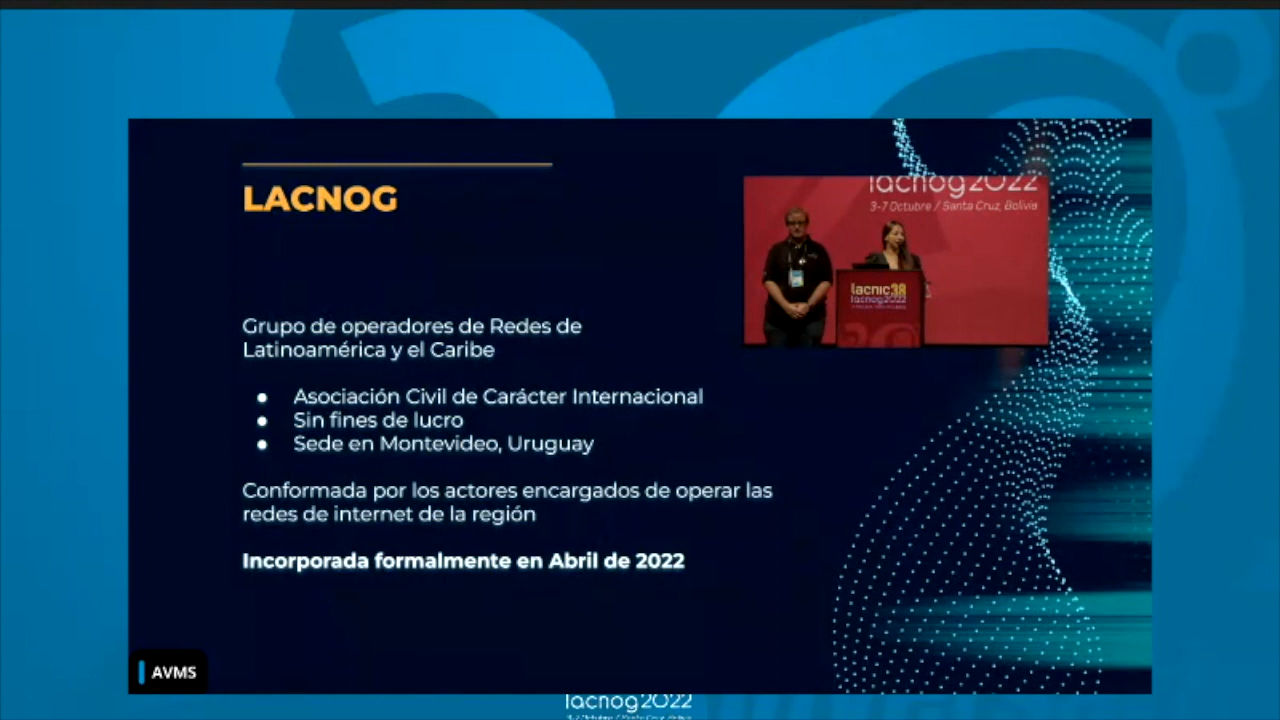 LACNOG
lacnog2022
3-7 Octubre / Santa Cruz, Bolivia
lacnic38
lacnog2022
Grupo de operadores de Redes de
Latinoamérica y el Caribe
● Asociación Civil de Carácter Internacional
● Sin fines de lucro
● Sede en Montevideo, Uruguay
Conformada por los actores encargados de operar las
redes de internet de la región
Incorporada formalmente en Abril de 2022
AVMS
lacnog2022